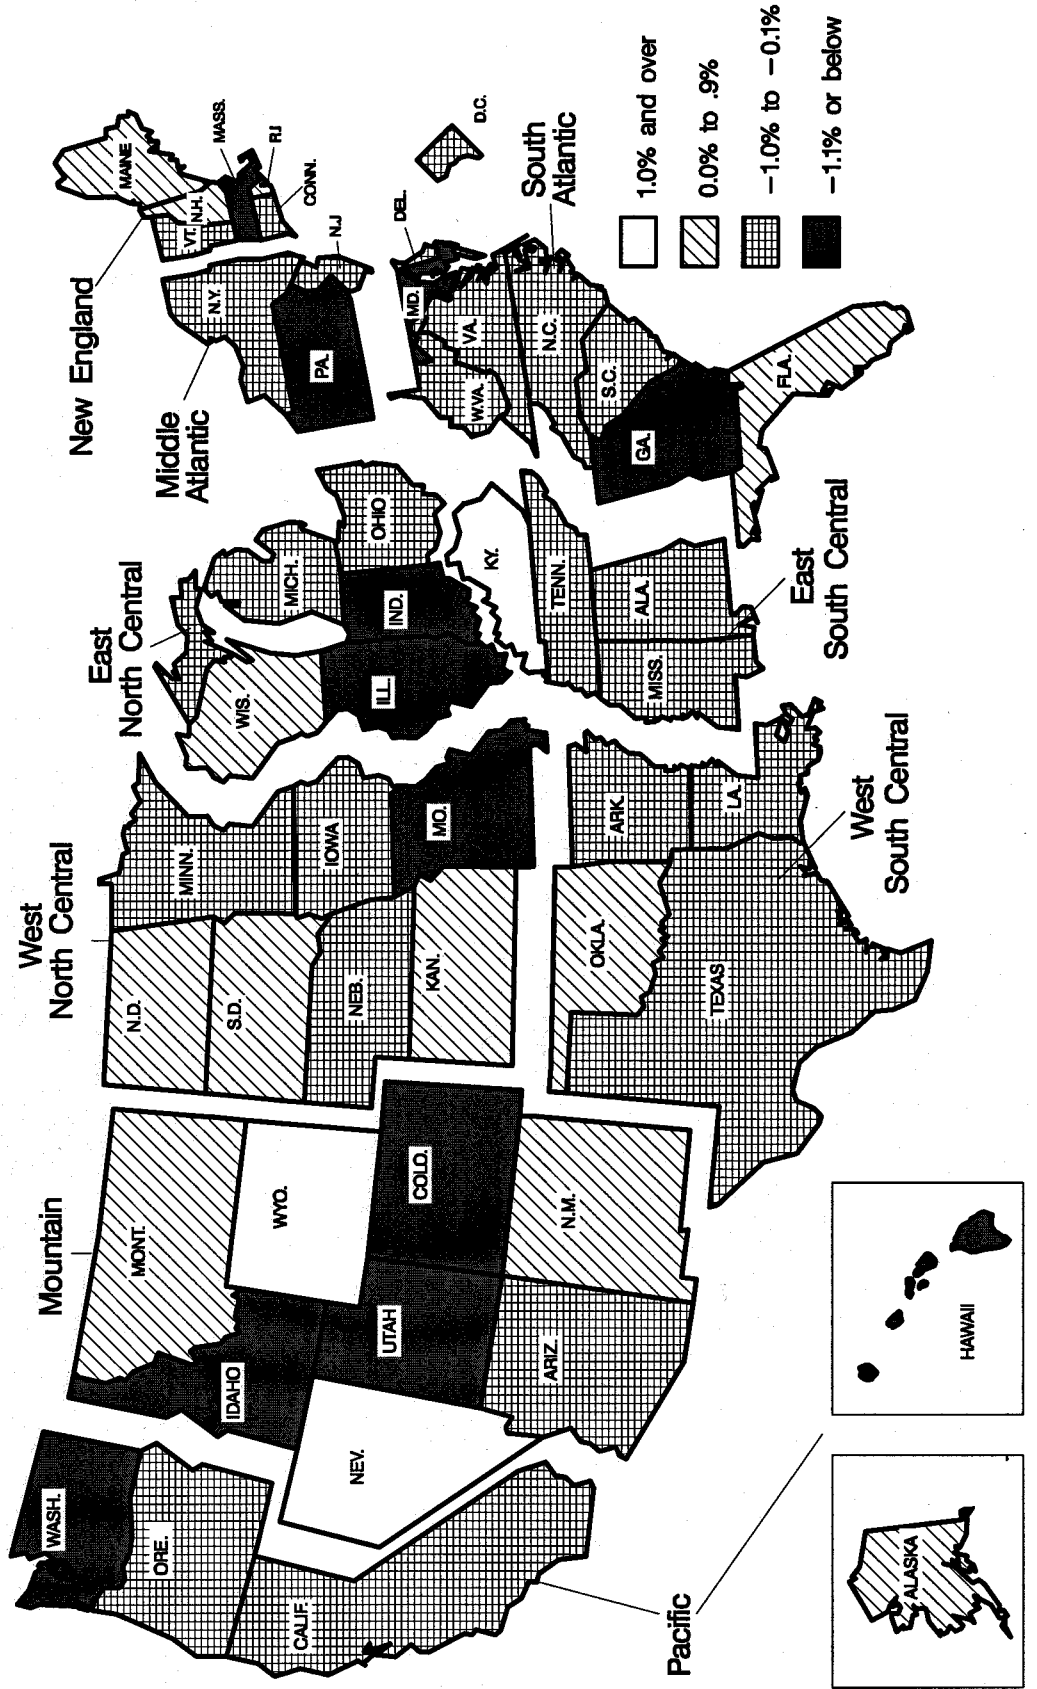 Pacific
WASH.
ORE.
CALIF.
ALASKA
HAWAII
Mountain
MONT.
IDAHO
WYO.
NEV.
UTAH
COLO.
ARIZ.
N.M.
West
North Central
N.D.
S.D.
NEB.
KAN.
MINN.
IOWA
MO.
West
South Central
OKLA.
TEXAS
ARK.
LA.
East
North Central
WIS.
MICH.
ILL.
IND.
OHIO
East
South Central
KY.
TENN.
MISS.
ALA.
Middle
Atlantic
N.Y.
PA.
N.J
New England
MAINE
VT.
N.H.
MASS.
RJ
CONN.
South
Atlantic
DEL.
MD.
D.C.
VA.
W.VA.
N.C.
S.C.
GA.
FLA.
1.0% and over
0.0% to .9%
−1.0% to −0.1%
−1.1% or below